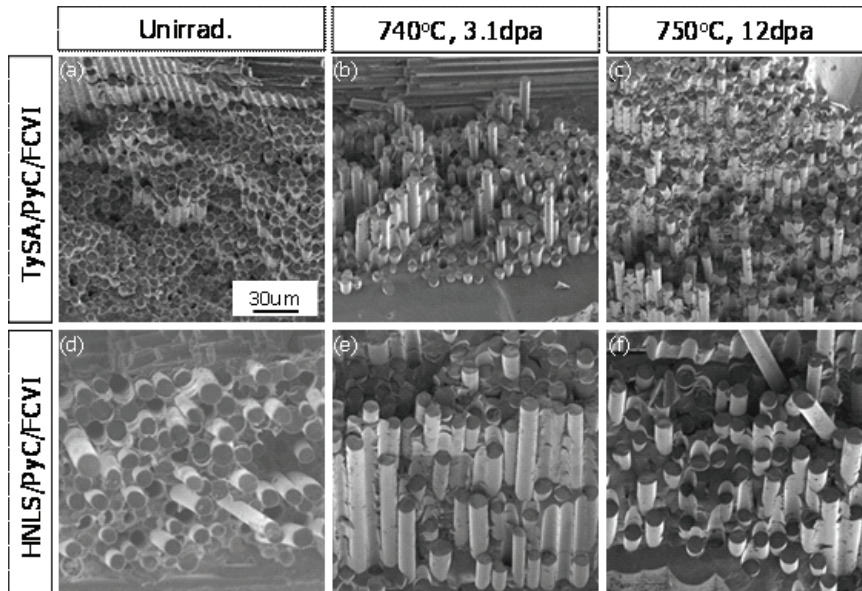 Unirrad.
740°C, 3.1dpa
750°C, 12dpa
TySA/PyC/FCVI
(a)
(b)
(c)
30um
HNLS/PyC/FCVI
(d)
(e)
(f)